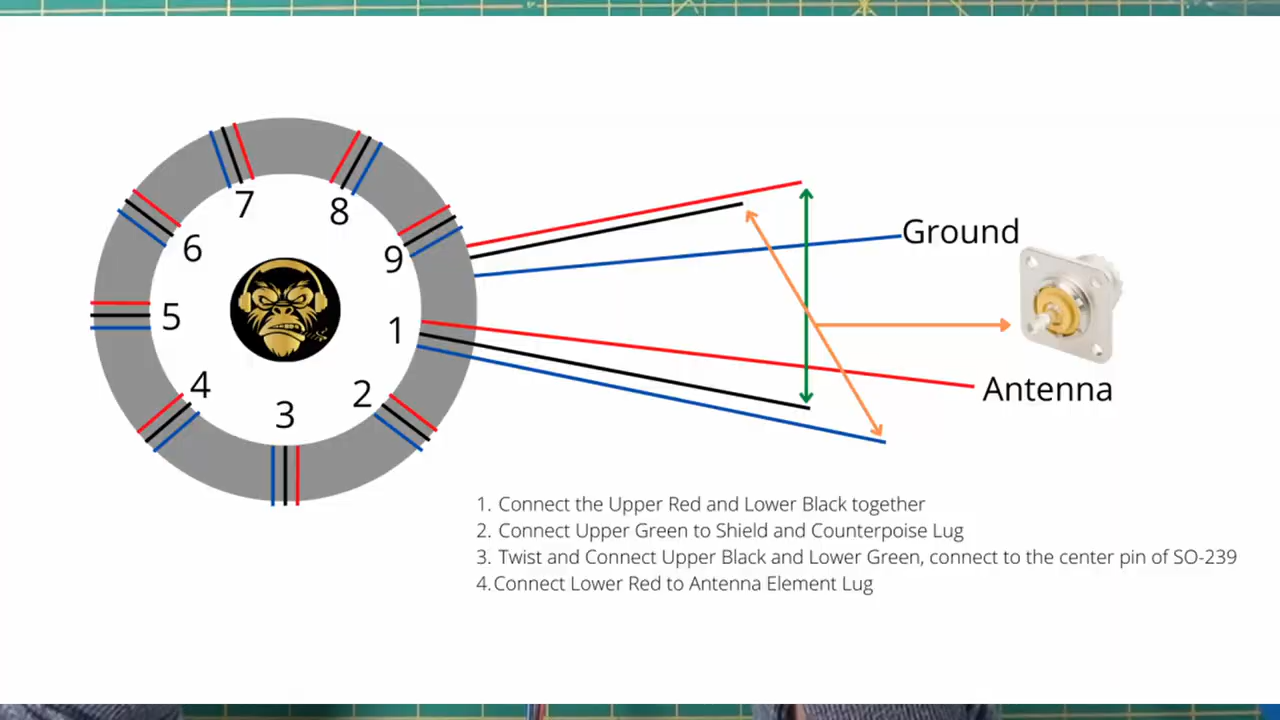 7
8
6
9
Ground
5
1
Antenna
4
2
3
1. Connect the Upper Red and Lower Black together
2. Connect Upper Green to Shield and Counterpoise Lug
3. Twist and Connect Upper Black and Lower Green, connect to the center pin of SO-239
4. Connect Lower Red to Antenna Element Lug